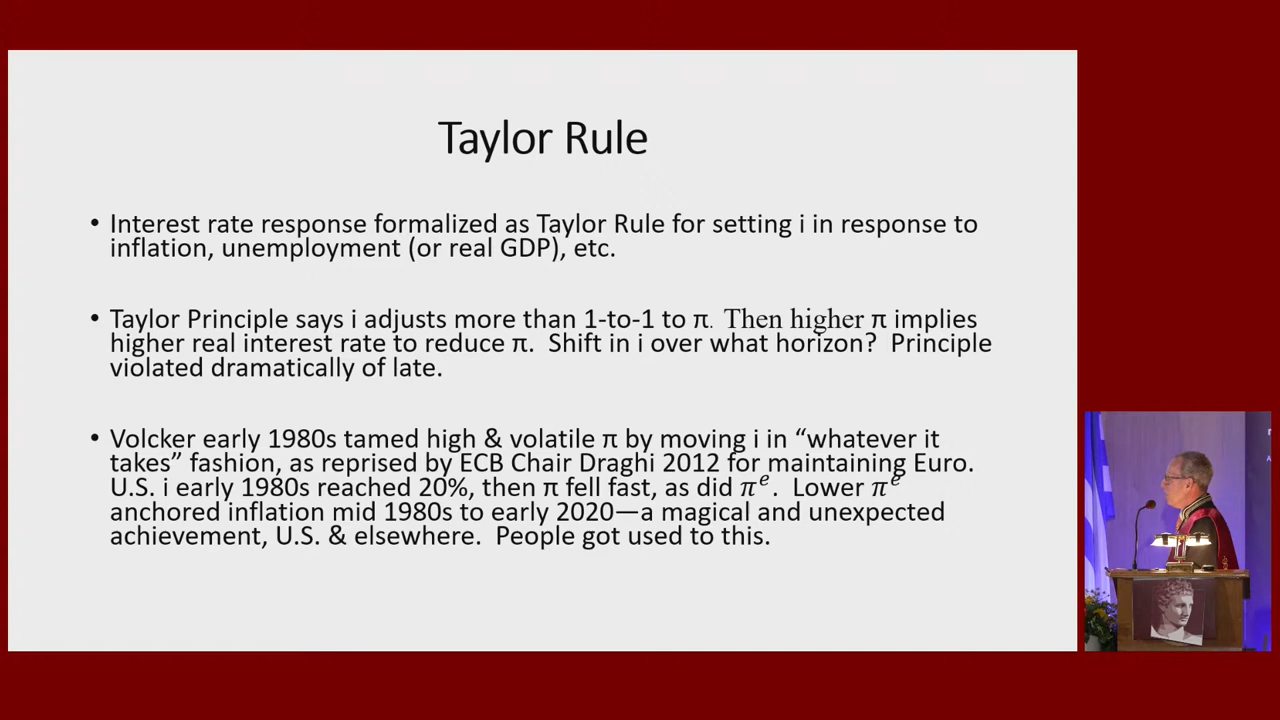 Taylor Rule
• Interest rate response formalized as Taylor Rule for setting i in response to
inflation, unemployment (or real GDP), etc.
• Taylor Principle says i adjusts more than 1-to-1 to π. Then higher π implies
higher real interest rate to reduce π.  Shift in i over what horizon?  Principle
violated dramatically of late.
• Volcker early 1980s tamed high & volatile π by moving i in “whatever it
takes” fashion, as reprised by ECB Chair Draghi 2012 for maintaining Euro.
U.S. i early 1980s reached 20%, then π fell fast, as did πᵉ.  Lower πᵉ
anchored inflation mid 1980s to early 2020—a magical and unexpected
achievement, U.S. & elsewhere.  People got used to this.